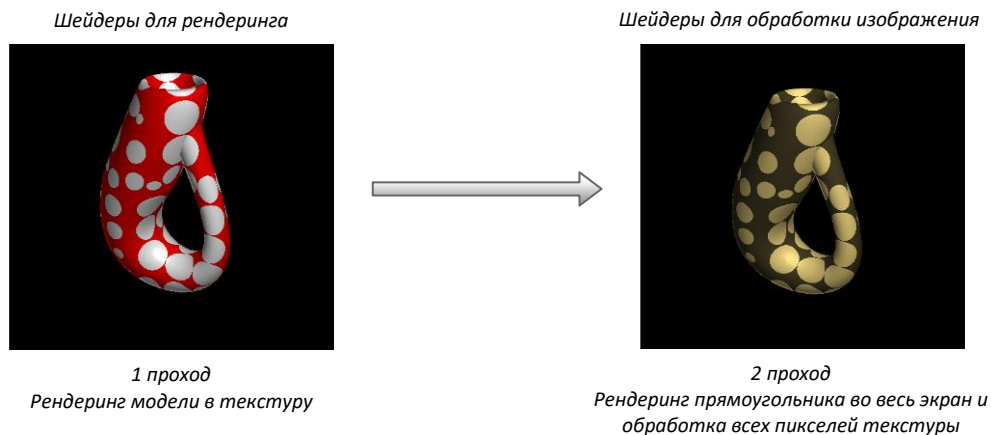 Шейдеры для рендеринга
Шейдеры для обработки изображения
1 проход
Рендеринг модели в текстуру
2 проход
Рендеринг прямоугольника во весь экран и
обработка всех пикселей текстуры